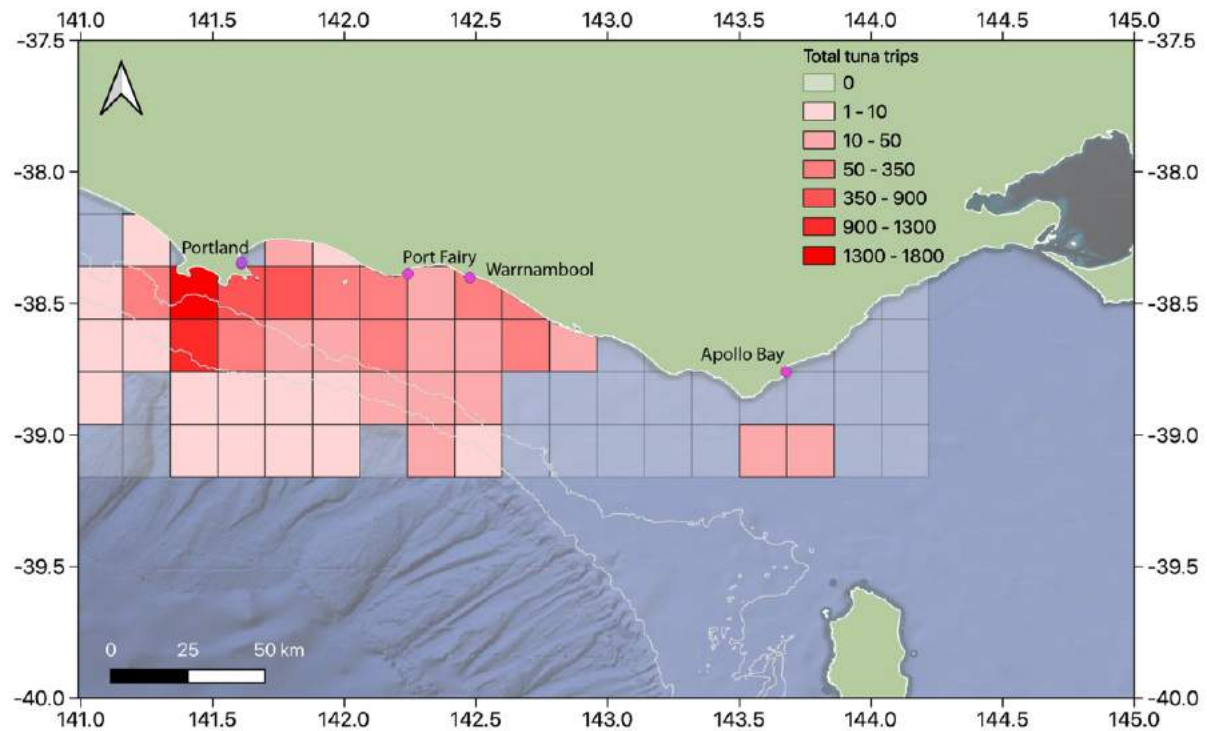 141.0 141.5 142.0 142.5 143.0 143.5 144.0 144.5 145.0
-37.5 -37.5
Total tuna trips
0
1 - 10
10 - 50
50 - 350
350 - 900
900 - 1300
1300 - 1800
-38.0 -38.0
Portland
Port Fairy
Warrnambool
-38.5 -38.5
Apollo Bay
-39.0 -39.0
-39.5 -39.5
0 25 50 km
-40.0 -40.0
141.0 141.5 142.0 142.5 143.0 143.5 144.0 144.5 145.0